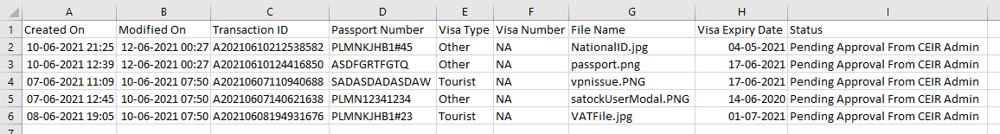 A B C D E F G H I
1 Created On Modified On Transaction ID Passport Number Visa Type Visa Number File Name Visa Expiry Date Status
2 10-06-2021 21:25 12-06-2021 00:27 A20210610212538582 PLMNKJHB1#45 Other NA NationalID.jpg 04-05-2021 Pending Approval From CEIR Admin
3 10-06-2021 12:39 12-06-2021 00:27 A20210610124416850 ASDFGRTFGTQ Other NA passport.png 17-06-2021 Pending Approval From CEIR Admin
4 07-06-2021 11:09 10-06-2021 07:50 A20210607110940688 SADASDADASDAW Tourist NA vpnissue.PNG 17-06-2021 Pending Approval From CEIR Admin
5 07-06-2021 12:45 10-06-2021 07:50 A20210607140621638 PLMN12341234 Other NA satockUserModal.PNG 14-06-2020 Pending Approval From CEIR Admin
6 08-06-2021 19:05 10-06-2021 07:50 A20210608194931676 PLMNKJHB1#23 Tourist NA VATFile.jpg 01-07-2021 Pending Approval From CEIR Admin
7